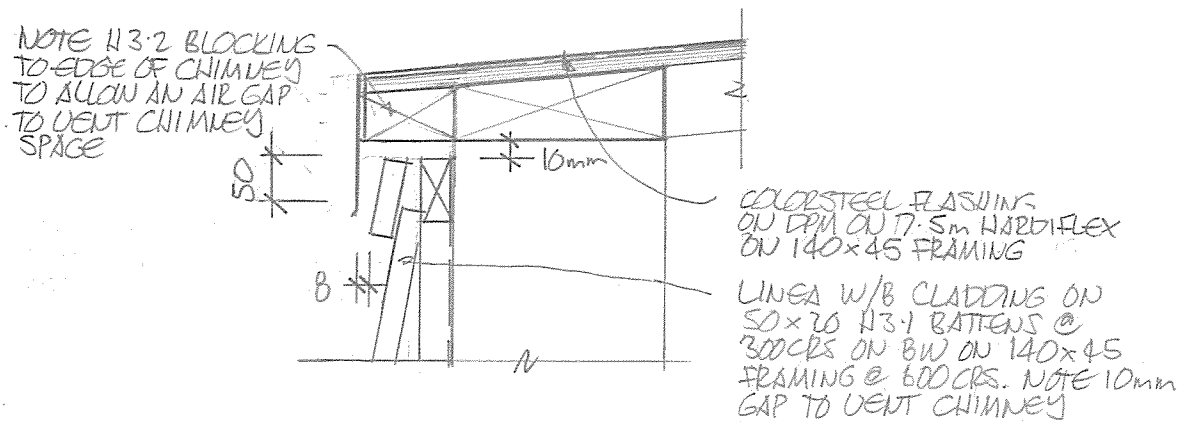 NOTE H3·2 BLOCKING
TO EDGE OF CHIMNEY
TO ALLOW AN AIR GAP
TO VENT CHIMNEY
SPACE
50
10mm
8
COLORSTEEL FLASHING
ON DPM ON 7·5m HARDIFLEX
ON 140x45 FRAMING
LINEA W/B CLADDING ON
50x20 H3·1 BATTENS @
300CRS ON BW ON 140x45
FRAMING @ 600CRS. NOTE 10mm
GAP TO VENT CHIMNEY